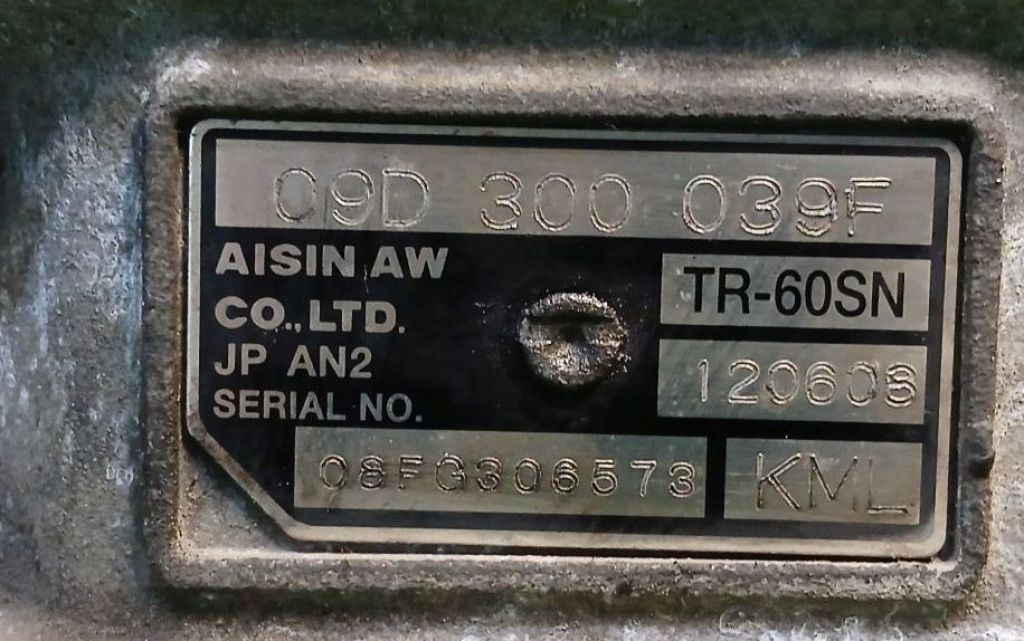 09D 300 039F
AISIN AW
CO., LTD.
JP AN2
SERIAL NO.
TR-60SN
120608
08FG306573
KML